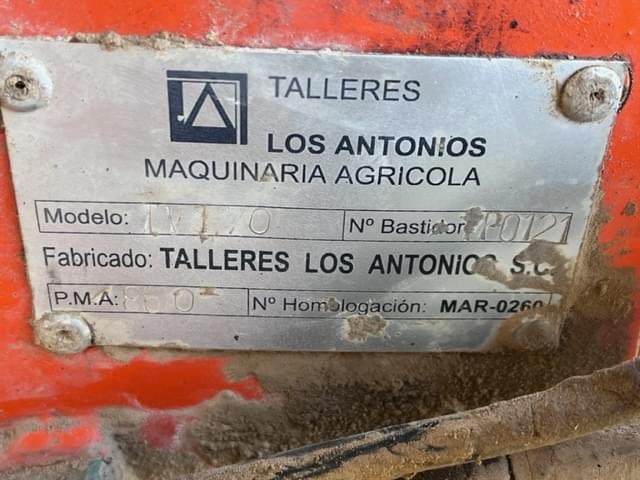 TALLERES
LOS ANTONIOS
MAQUINARIA AGRICOLA
Modelo: Nº Bastidor:
Fabricado: TALLERES LOS ANTONIOS S.C.
P.M.A: Nº Homologación: MAR-0260